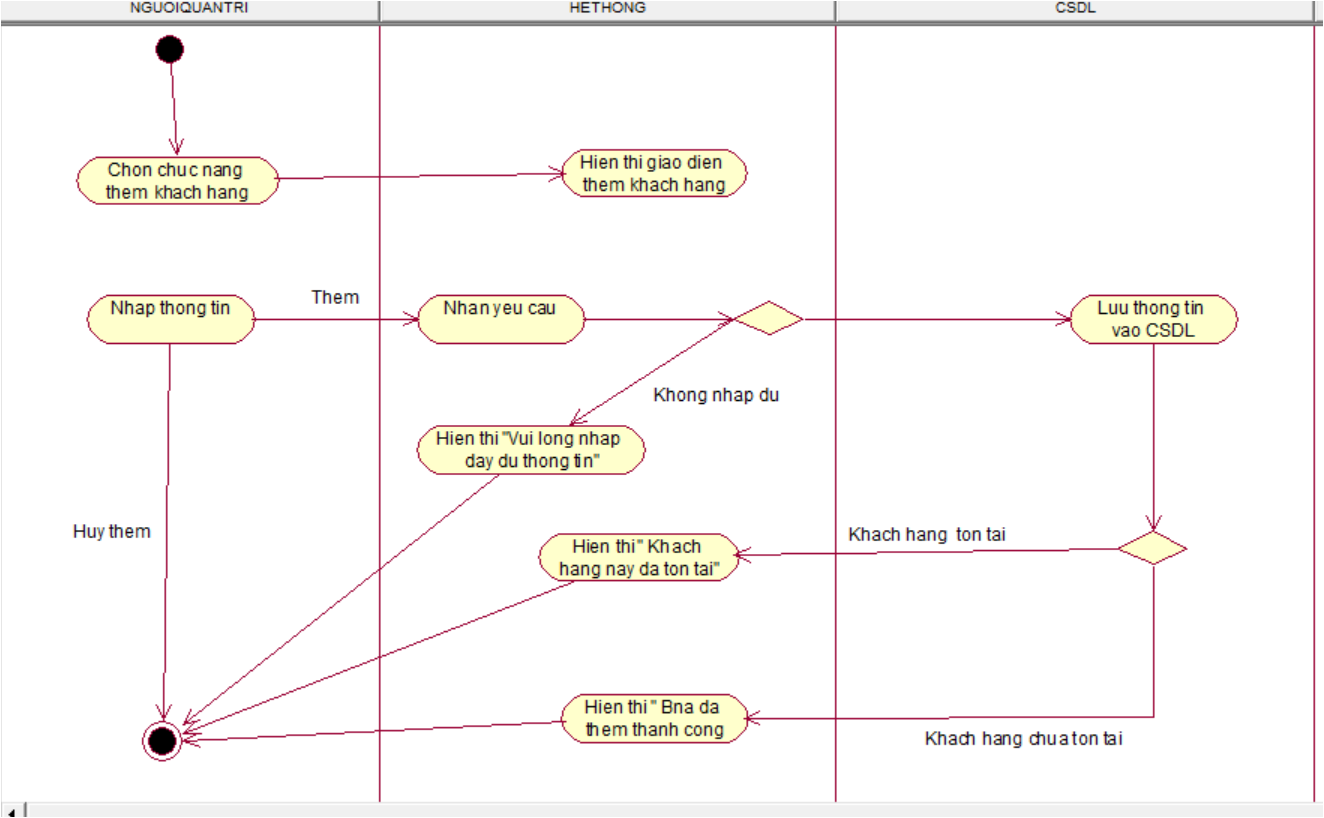 NGUOIQUANTRI
HETHONG
CSDL
Chon chuc nang
them khach hang
Hien thi giao dien
them khach hang
Nhap thong tin
Them
Nhan yeu cau
Luu thong tin
vao CSDL
Khong nhap du
Hien thi "Vui long nhap
day du thong tin"
Huy them
Hien thi " Khach
hang nay da ton tai"
Khach hang ton tai
Hien thi " Bna da
them thanh cong
Khach hang chua ton tai